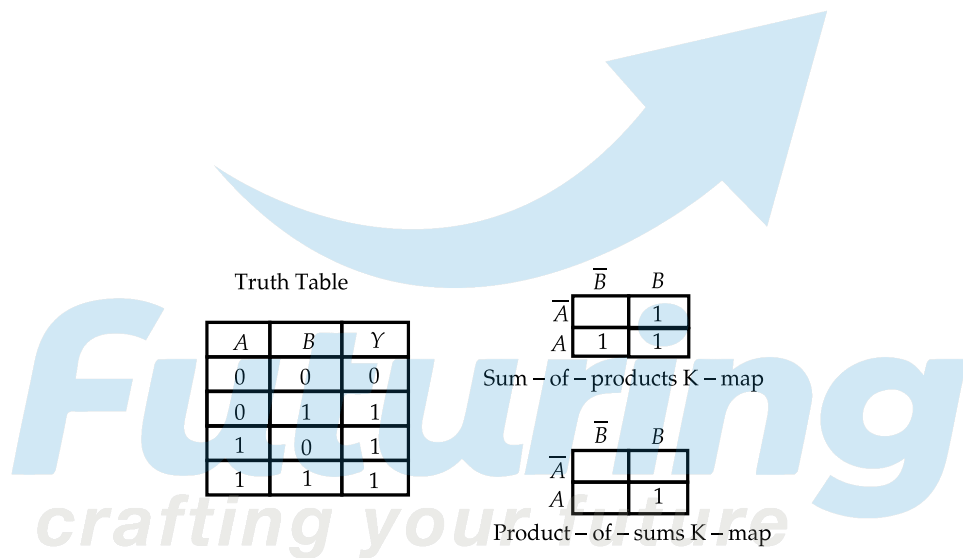 Truth Table
A B Y
0 0 0
0 1 1
1 0 1
1 1 1
B̅ B
A̅ 1
A 1 1
Sum – of – products K – map
B̅ B
A̅
A 1
Product – of – sums K – map
Futuring
crafting your future